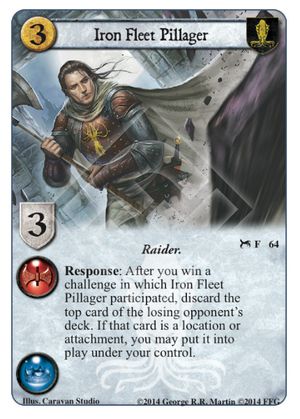 3
Iron Fleet Pillager
3
F 64
Raider.
Response: After you win a
challenge in which Iron Fleet
Pillager participated, discard the
top card of the losing opponent's
deck. If that card is a location or
attachment, you may put it into
play under your control.
Illus. Caravan Studio
©2014 George R.R. Martin ©2014 FFG